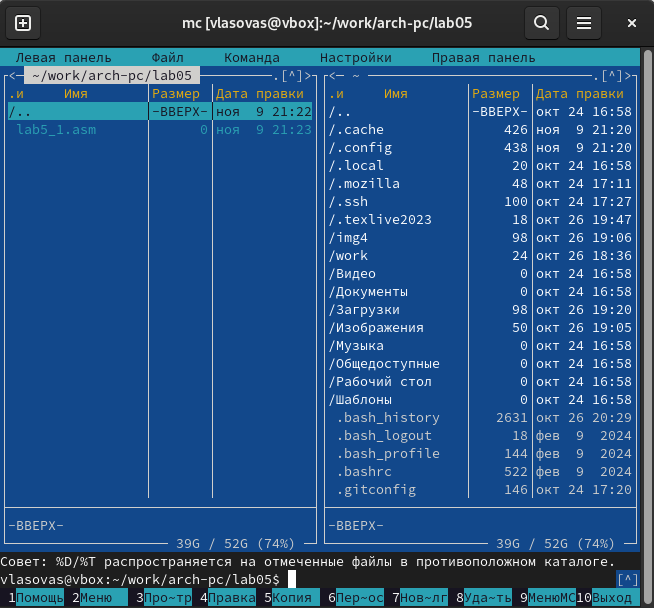 mc [vlasovas@vbox]:~/work/arch-pc/lab05
Левая панель Файл Команда Настройки Правая панель
<─ ~/work/arch-pc/lab05 ─.[^]> <─ ~ ─.[^]>
.и Имя Размер Дата правки .и Имя Размер Дата правки
/.. -ВВЕРХ- ноя 9 21:22 /.. -ВВЕРХ- окт 24 16:58
lab5_1.asm 0 ноя 9 21:23 /.cache 426 ноя 9 21:20
/.config 438 ноя 9 21:20
/.local 20 окт 24 16:58
/.mozilla 48 окт 24 17:11
/.ssh 100 окт 24 17:27
/.texlive2023 18 окт 26 19:47
/img4 98 окт 26 19:06
/work 24 окт 26 18:36
/Видео 0 окт 24 16:58
/Документы 0 окт 24 16:58
/Загрузки 98 окт 26 19:20
/Изображения 50 окт 26 19:05
/Музыка 0 окт 24 16:58
/Общедоступные 0 окт 24 16:58
/Рабочий стол 0 окт 24 16:58
/Шаблоны 0 окт 24 16:58
.bash_history 2631 окт 26 20:29
.bash_logout 18 фев 9 2024
.bash_profile 144 фев 9 2024
.bashrc 522 фев 9 2024
.gitconfig 146 окт 24 17:20
-ВВЕРХ- -ВВЕРХ-
39G / 52G (74%) 39G / 52G (74%)
Совет: %D/%T распространяется на отмеченные файлы в противоположном каталоге.
vlasovas@vbox:~/work/arch-pc/lab05$ [^]
1Помощь 2Меню 3Про~тр 4Правка 5Копия 6Пер~ос 7Нов~лг 8Уда~ть 9МенюMC 10Выход